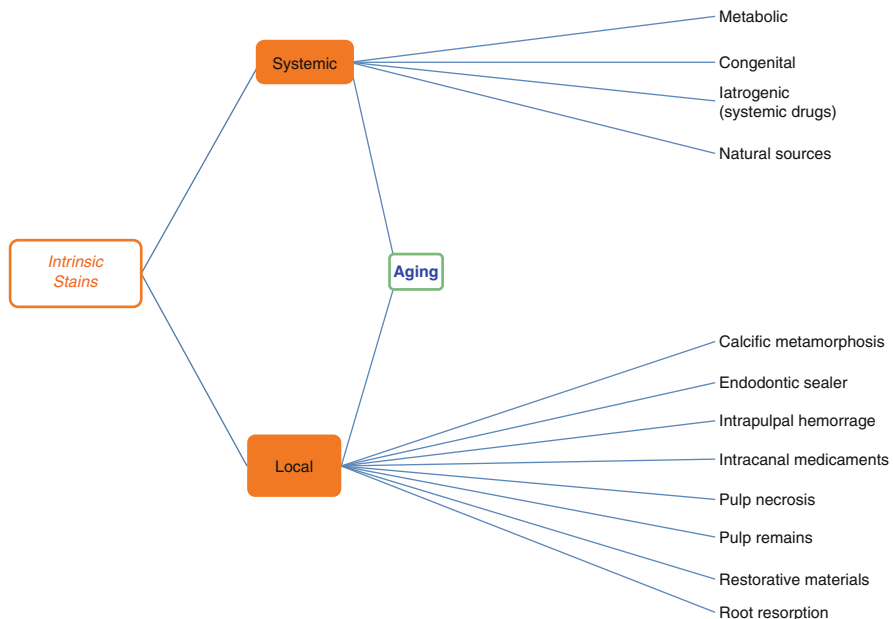 Metabolic
Systemic
Congenital
Iatrogenic
(systemic drugs)
Natural sources
Intrinsic
Stains
Aging
Calcific metamorphosis
Endodontic sealer
Intrapulpal hemorrage
Local
Intracanal medicaments
Pulp necrosis
Pulp remains
Restorative materials
Root resorption